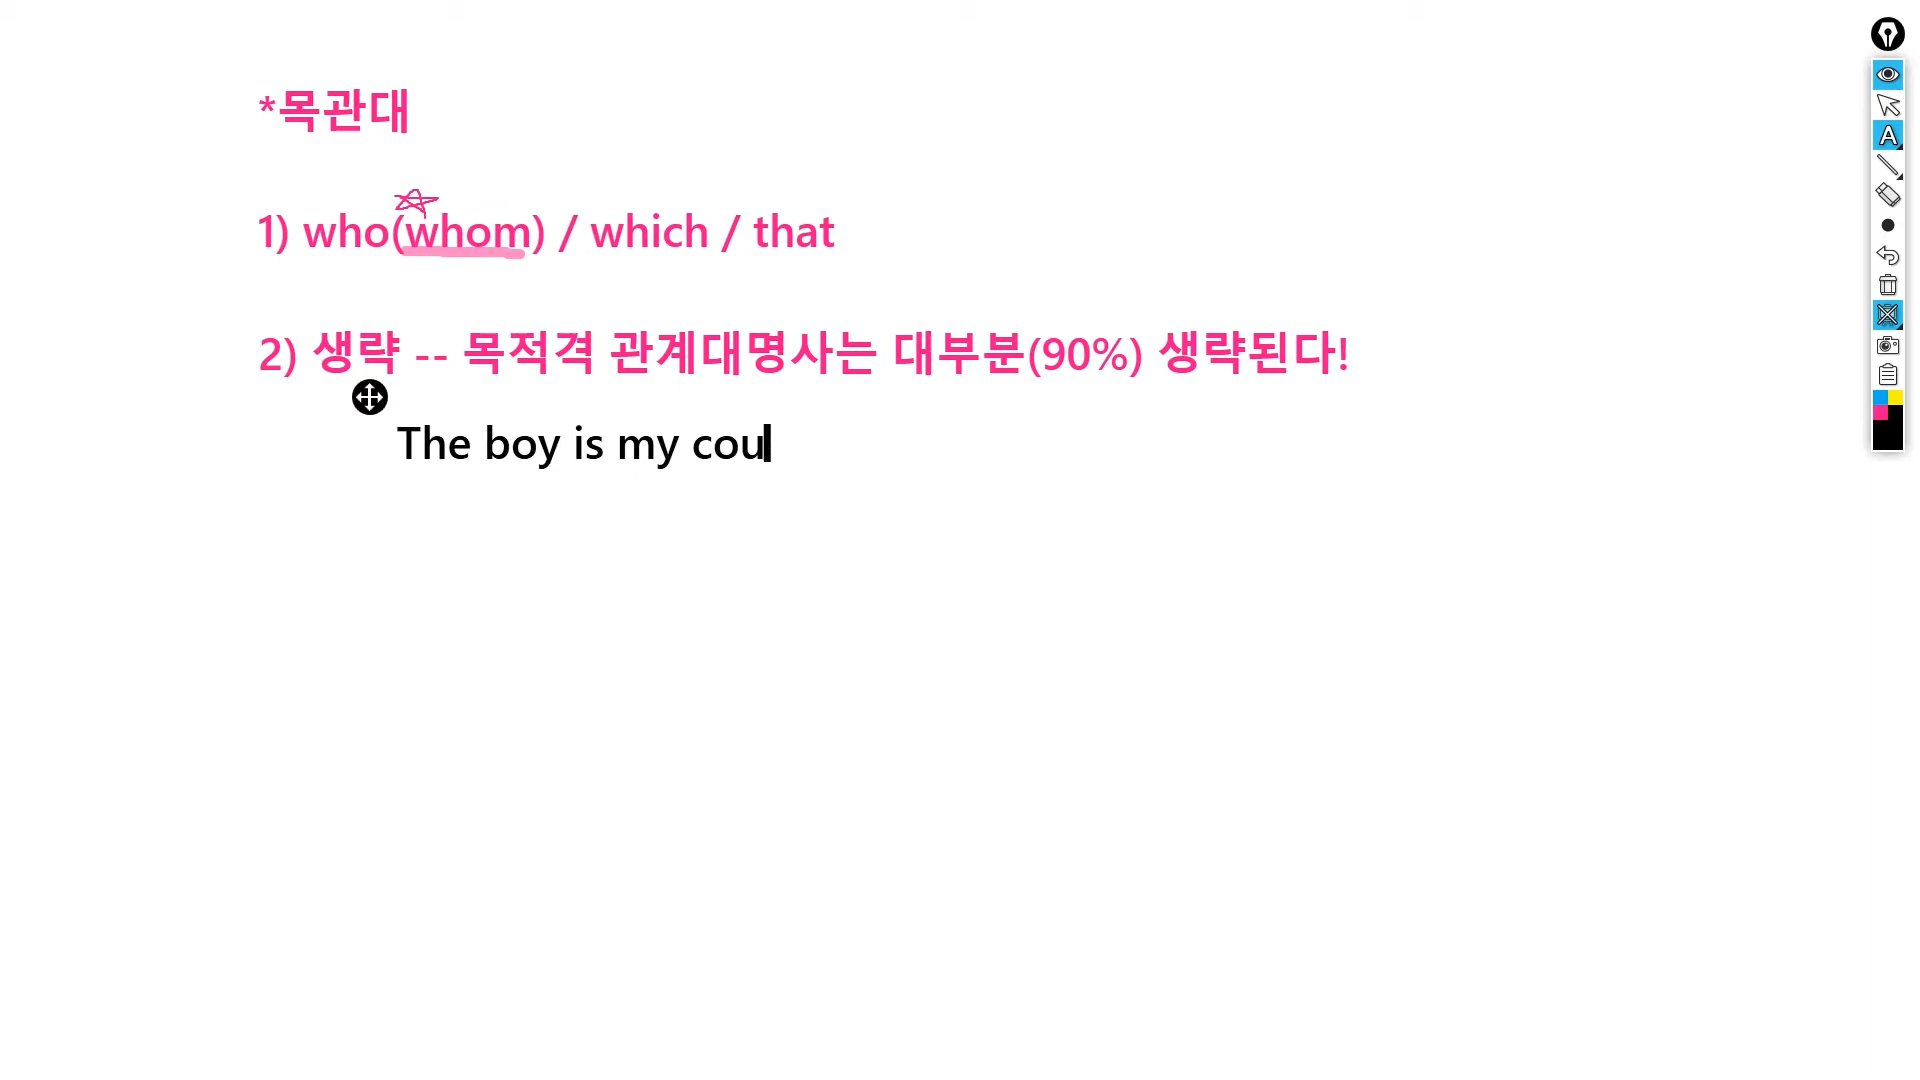 *목관대
1) who(whom) / which / that
2) 생략 -- 목적격 관계대명사는 대부분(90%) 생략된다!
The boy is my cou
A